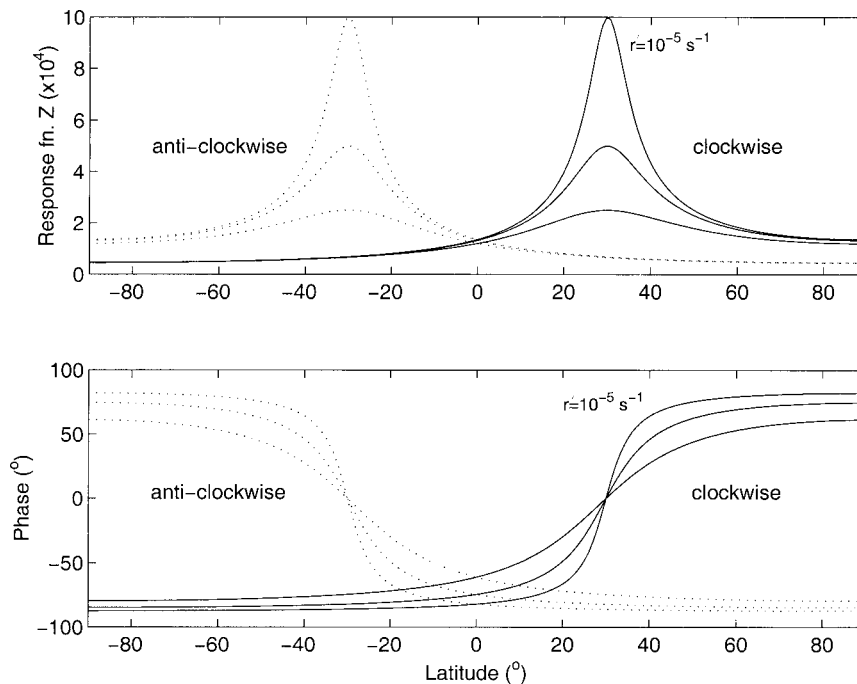 Response fn. Z (x10⁴)
10
8
6
4
2
0
r'=10⁻⁵ s⁻¹
anti-clockwise
clockwise
−80 −60 −40 −20 0 20 40 60 80
Phase (°)
100
50
0
−50
−100
r'=10⁻⁵ s⁻¹
anti-clockwise
clockwise
−80 −60 −40 −20 0 20 40 60 80
Latitude (°)